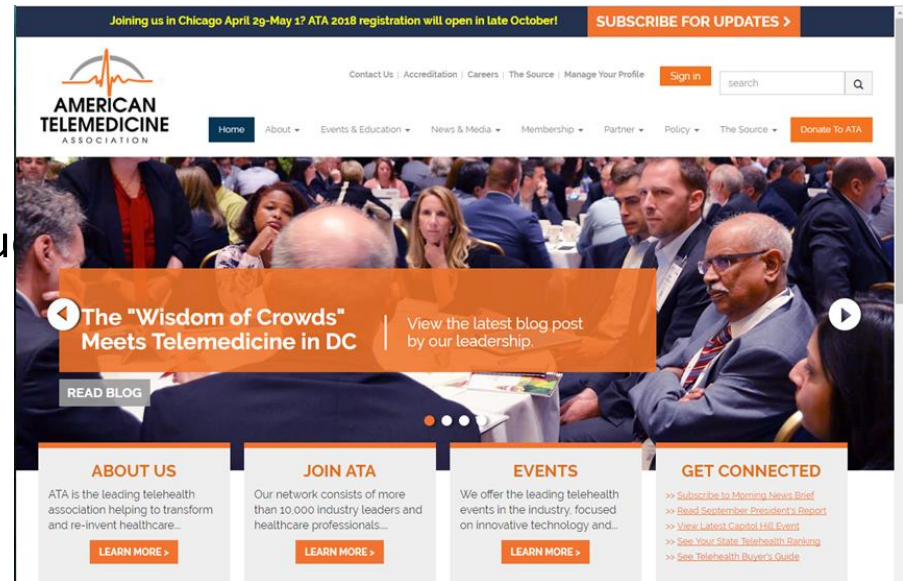 Joining us in Chicago April 29-May 1? ATA 2018 registration will open in late October!
SUBSCRIBE FOR UPDATES >
Contact Us | Accreditation | Careers | The Source | Manage Your Profile
Sign in
search
AMERICAN
TELEMEDICINE
ASSOCIATION
Home
About
Events & Education
News & Media
Membership
Partner
Policy
The Source
Donate To ATA
The "Wisdom of Crowds"
Meets Telemedicine in DC
View the latest blog post
by our leadership.
READ BLOG
ABOUT US
ATA is the leading telehealth
association helping to transform
and re-invent healthcare...
LEARN MORE >
JOIN ATA
Our network consists of more
than 10,000 industry leaders and
healthcare professionals....
LEARN MORE >
EVENTS
We offer the leading telehealth
events in the industry, focused
on innovative technology and...
LEARN MORE >
GET CONNECTED
>> Subscribe to Morning News Brief
>> Read September President's Report
>> View Latest Capitol Hill Event
>> See Your State Telehealth Ranking
>> See Telehealth Buyer's Guide